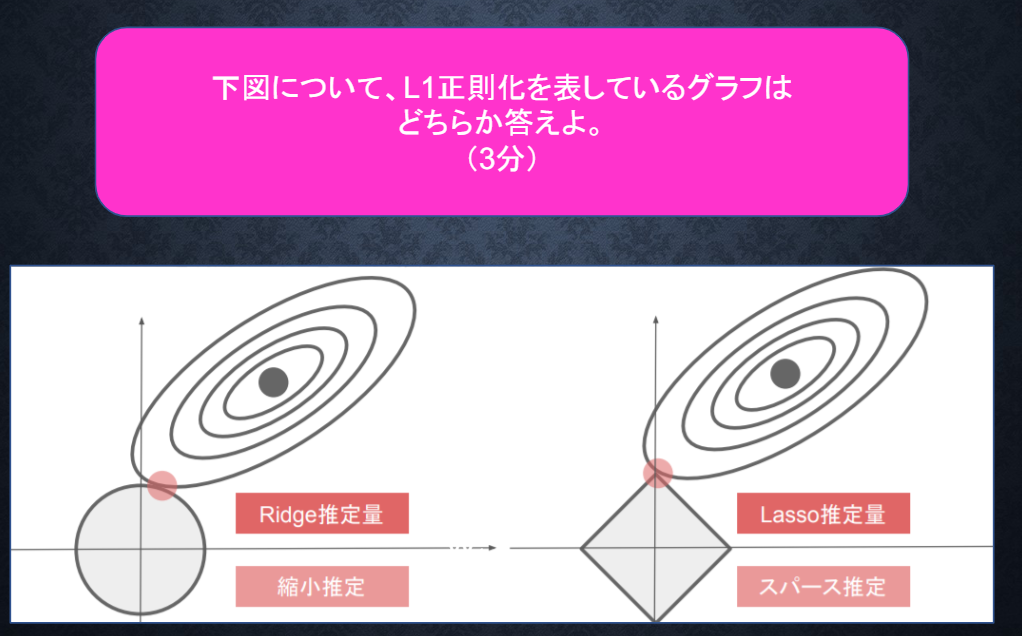 下図について、L1正則化を表しているグラフは
どちらか答えよ。
（3分）
Ridge推定量
縮小推定
Lasso推定量
スパース推定